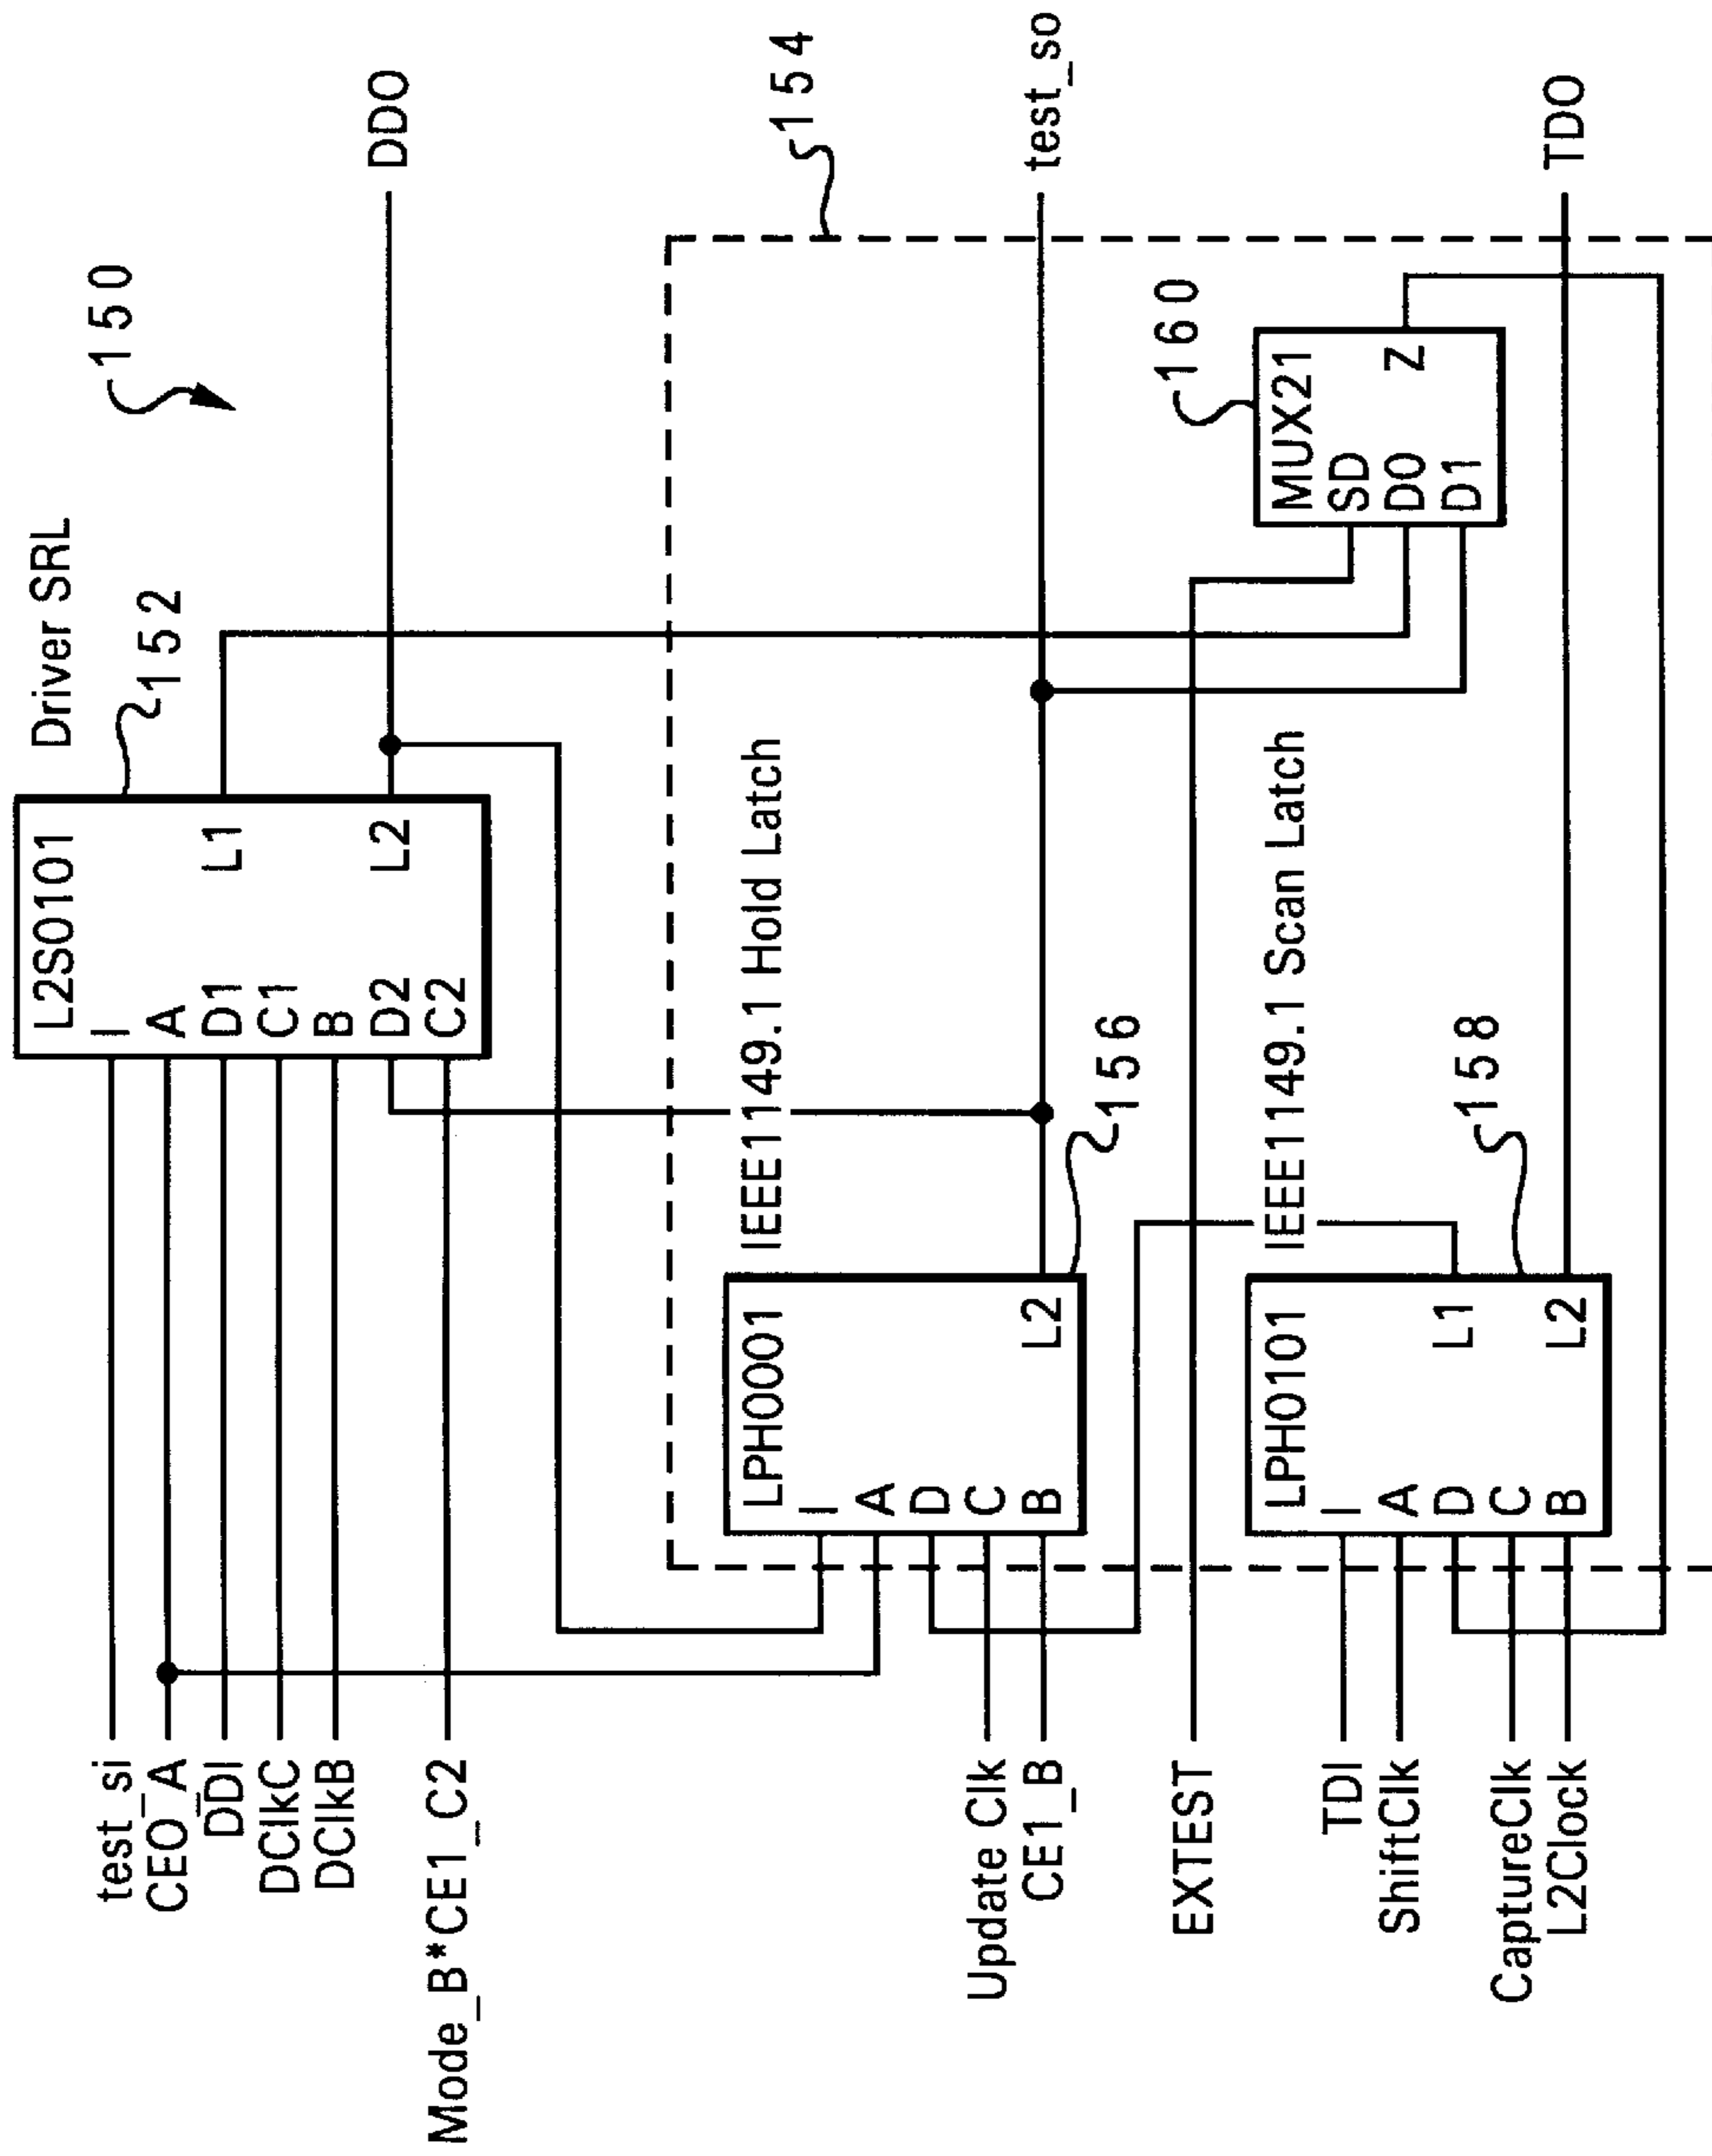 150
Driver SRL
152
L2S0101
I
A
D1
C1
B
D2
C2
L1
L2
test_si
CEO_A
DDI
DClkC
DClkB
Mode_B*CE1_C2
DDO
154
IEEE1149.1 Hold Latch
LPH0001
I
A
D
C
B
L2
156
Update Clk
CE1_B
test_so
EXTEST
160
MUX21
SD
D0
D1
Z
IEEE1149.1 Scan Latch
158
LPH0101
I
A
D
C
B
L1
L2
TDI
ShiftClk
CaptureClk
L2Clock
TDO